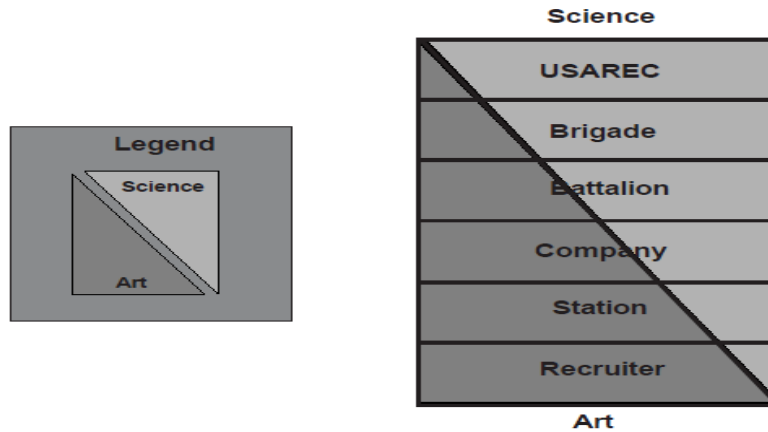 Legend
Science
Art
Science
USAREC
Brigade
Battalion
Company
Station
Recruiter
Art